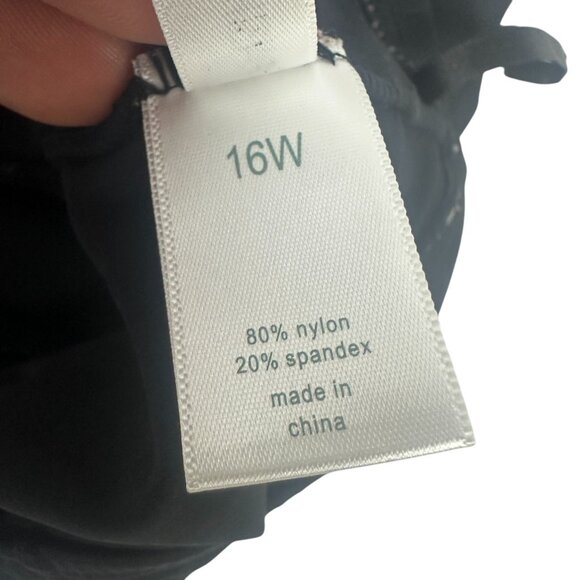 16W
80% nylon
20% spandex
made in
china